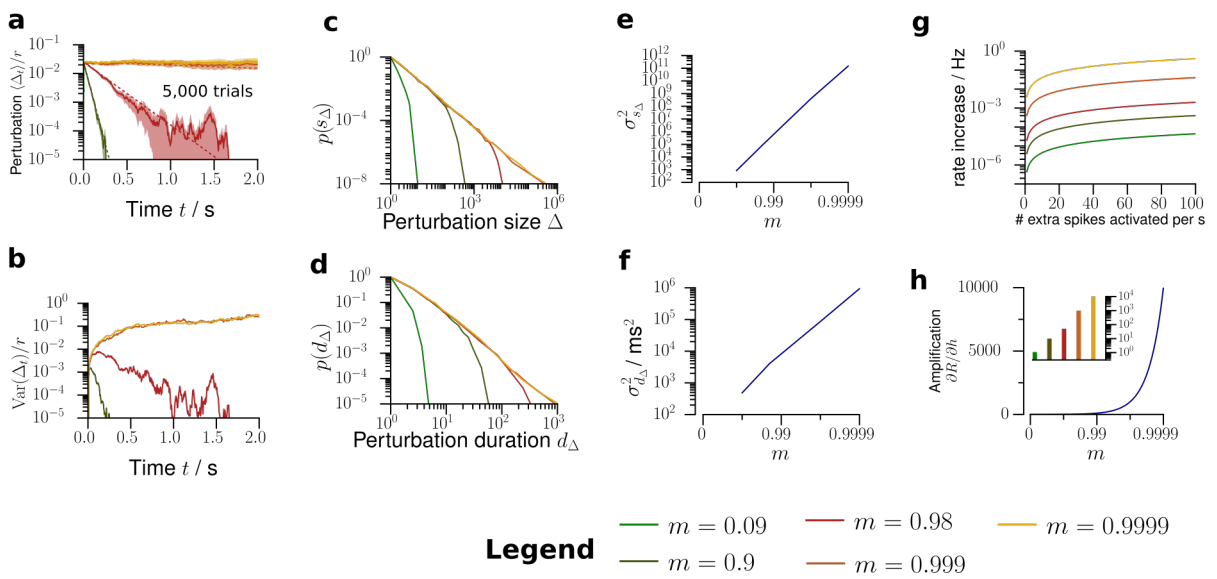 a
Perturbation ⟨Δ_t⟩/r
10^-1
10^-2
10^-3
10^-4
10^-5
5,000 trials
0.0 0.5 1.0 1.5 2.0
Time t / s
b
Var(Δ_t)/r
10^0
10^-1
10^-2
10^-3
10^-4
10^-5
0.0 0.5 1.0 1.5 2.0
Time t / s
c
p(s_Δ)
10^0
10^-4
10^-8
10^0 10^3 10^6
Perturbation size Δ
d
p(d_Δ)
10^0
10^-1
10^-2
10^-3
10^-4
10^-5
10^0 10^1 10^2 10^3
Perturbation duration d_Δ
e
σ²_{s_Δ}
10^12
10^11
10^10
10^9
10^8
10^7
10^6
10^5
10^4
10^3
10^2
0 0.99 0.9999
m
f
σ²_{d_Δ} / ms²
10^6
10^5
10^4
10^3
10^2
0 0.99 0.9999
m
g
rate increase / Hz
10^0
10^-3
10^-6
0 20 40 60 80 100
# extra spikes activated per s
h
Amplification
∂R/∂h
10000
5000
0
10^4
10^3
10^2
10^1
10^0
0 0.99 0.9999
m
Legend
m = 0.09
m = 0.98
m = 0.9999
m = 0.9
m = 0.999